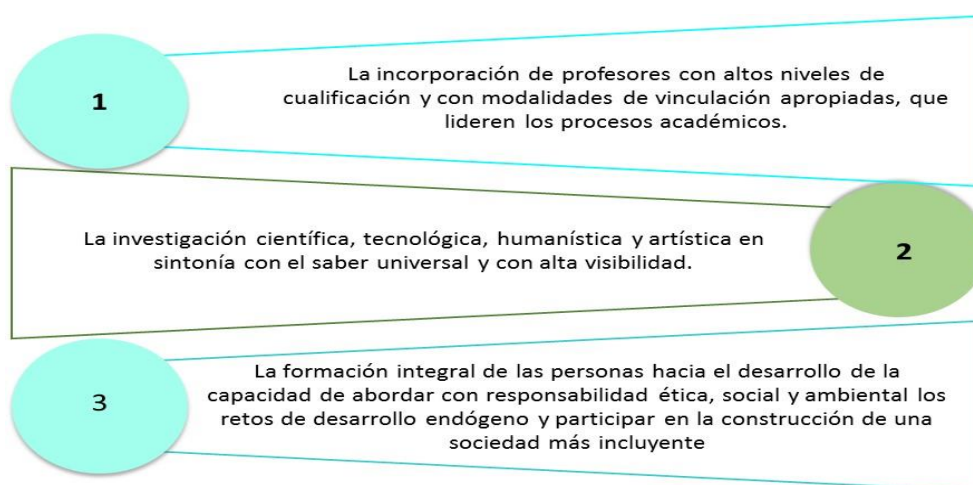 1
La incorporación de profesores con altos niveles de
cualificación y con modalidades de vinculación apropiadas, que
lideren los procesos académicos.
La investigación científica, tecnológica, humanística y artística en
sintonía con el saber universal y con alta visibilidad.
2
3
La formación integral de las personas hacia el desarrollo de la
capacidad de abordar con responsabilidad ética, social y ambiental los
retos de desarrollo endógeno y participar en la construcción de una
sociedad más incluyente